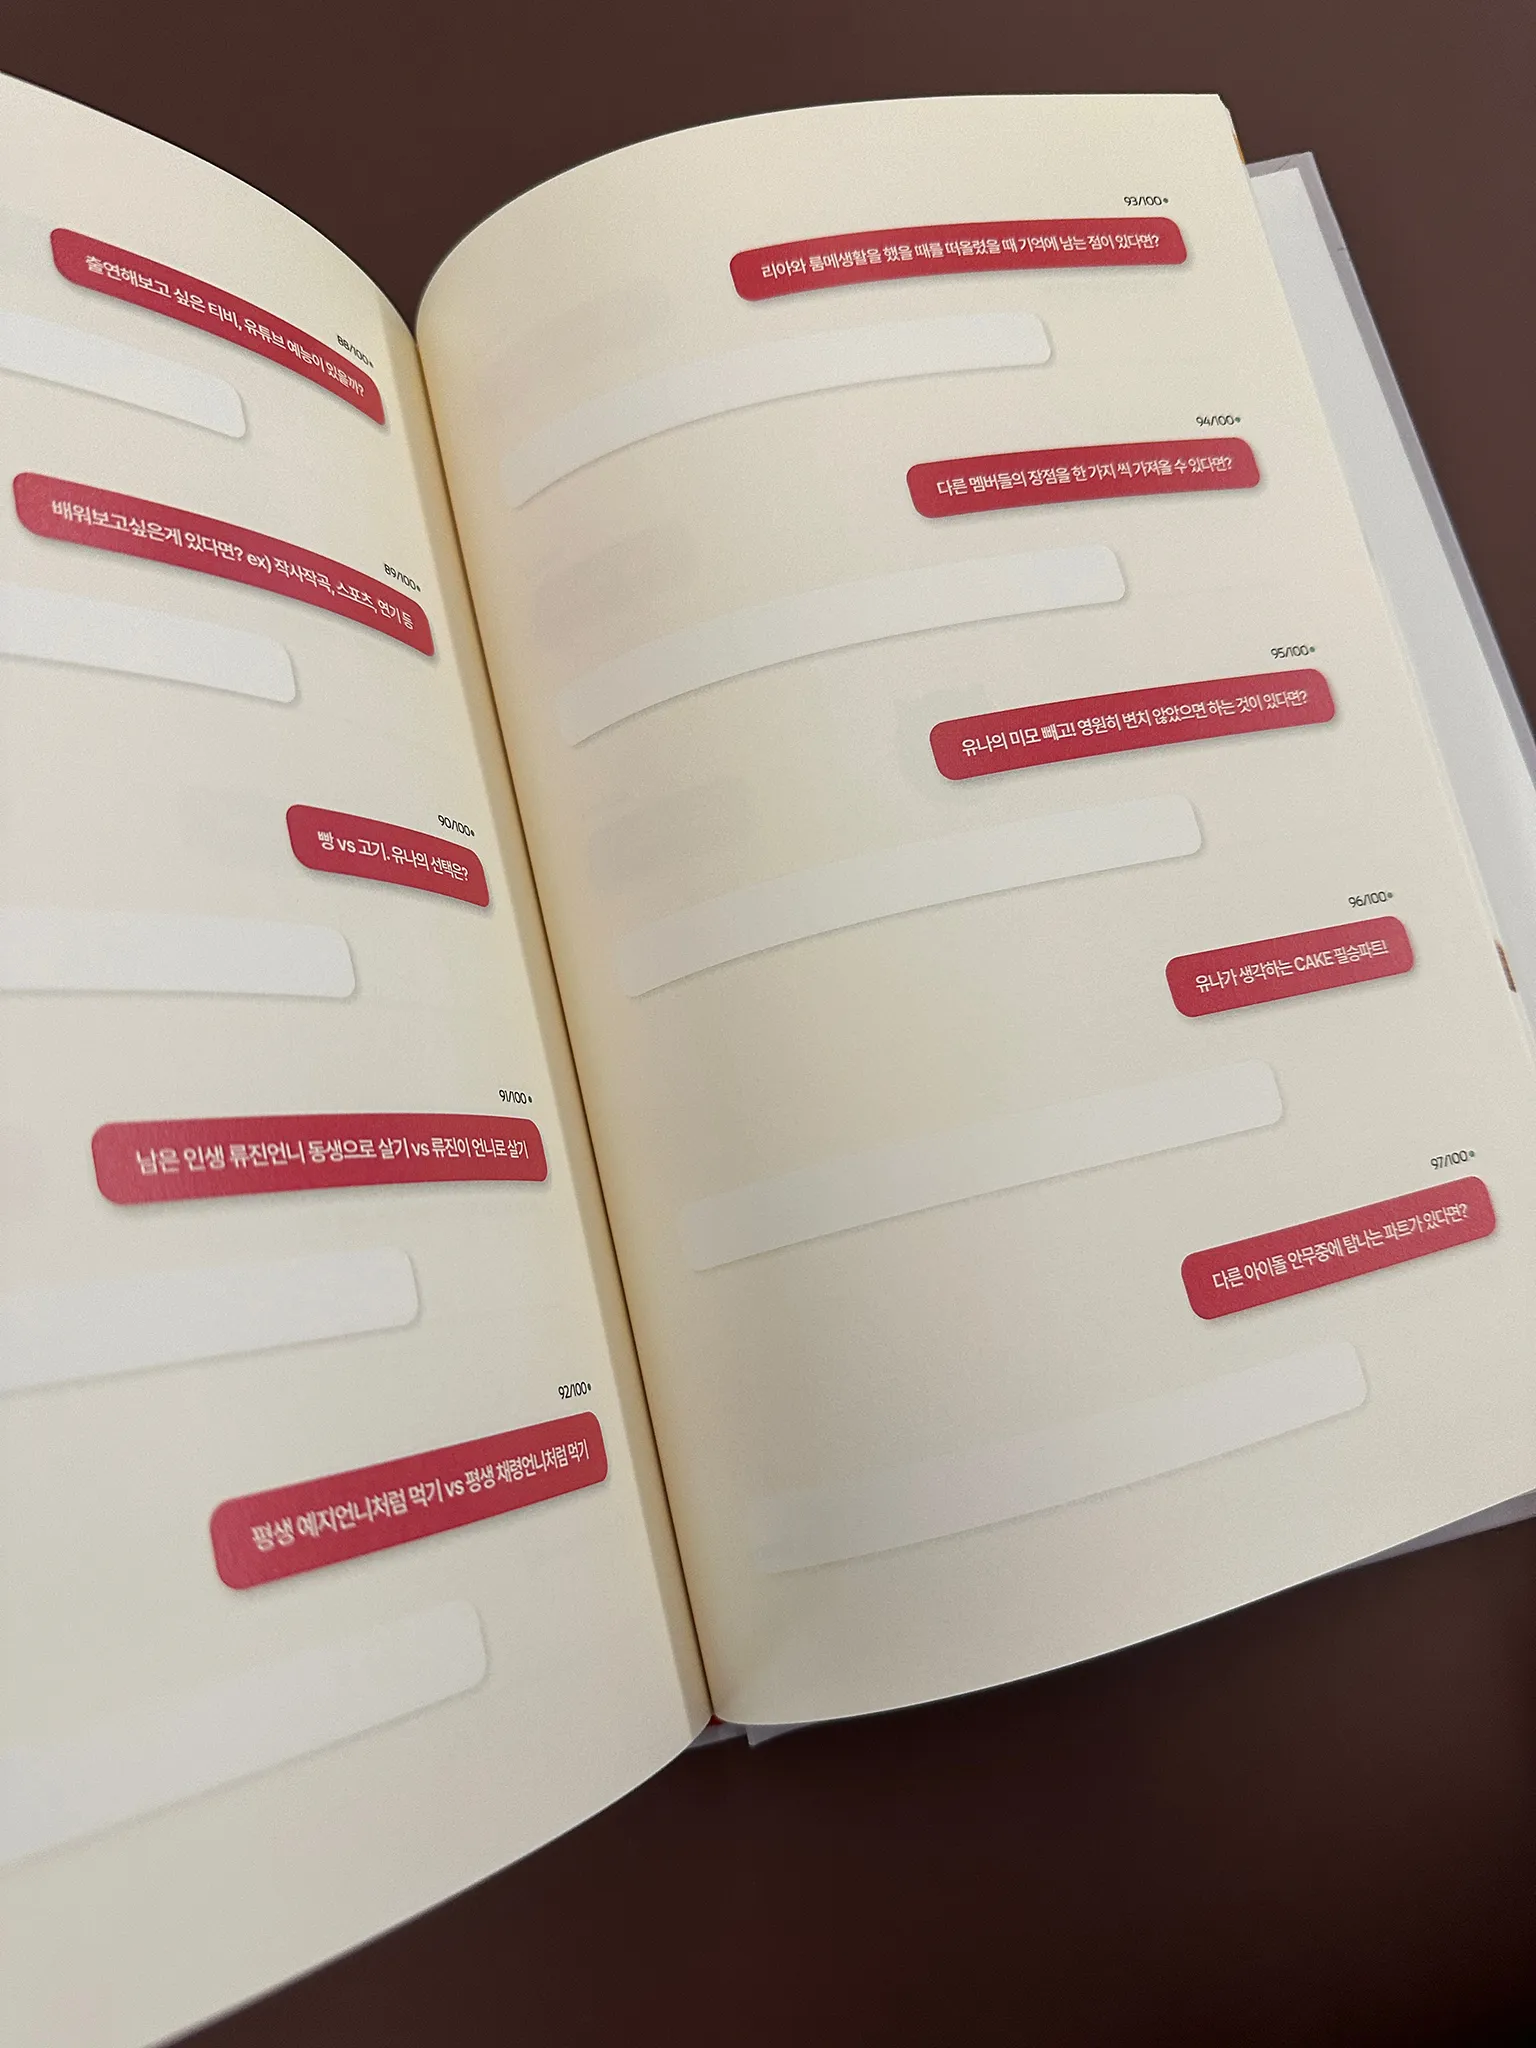 88/100
출연해보고 싶은 티비, 유튜브 예능이 있을까?
89/100
배워보고싶은게 있다면? ex) 작사작곡, 스포츠, 연기 등
90/100
빵 vs 고기. 유나의 선택은?
91/100
남은 인생 류진언니 동생으로 살기 vs 류진이 언니로 살기
92/100
평생 예지언니처럼 먹기 vs 평생 채령언니처럼 먹기
93/100
리아와 룸메생활을 했을 때를 떠올렸을 때 기억에 남는 점이 있다면?
94/100
다른 멤버들의 장점을 한 가지 씩 가져올 수 있다면?
95/100
유나의 미모 빼고! 영원히 변치 않았으면 하는 것이 있다면?
96/100
유나가 생각하는 CAKE 필승파트!
97/100
다른 아이돌 안무중에 탐나는 파트가 있다면?